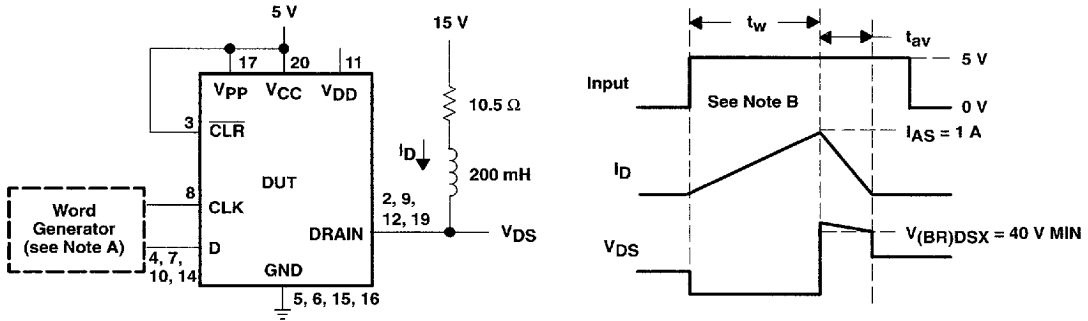 5 V
15 V
17
20
11
VPP
VCC
VDD
3
CLR
10.5 Ω
ID
200 mH
DUT
8
CLK
Word
Generator
(see Note A)
D
4, 7,
10, 14
DRAIN
2, 9,
12, 19
VDS
GND
5, 6, 15, 16
tw
tav
Input
5 V
See Note B
0 V
IAS = 1 A
ID
VDS
V(BR)DSX = 40 V MIN